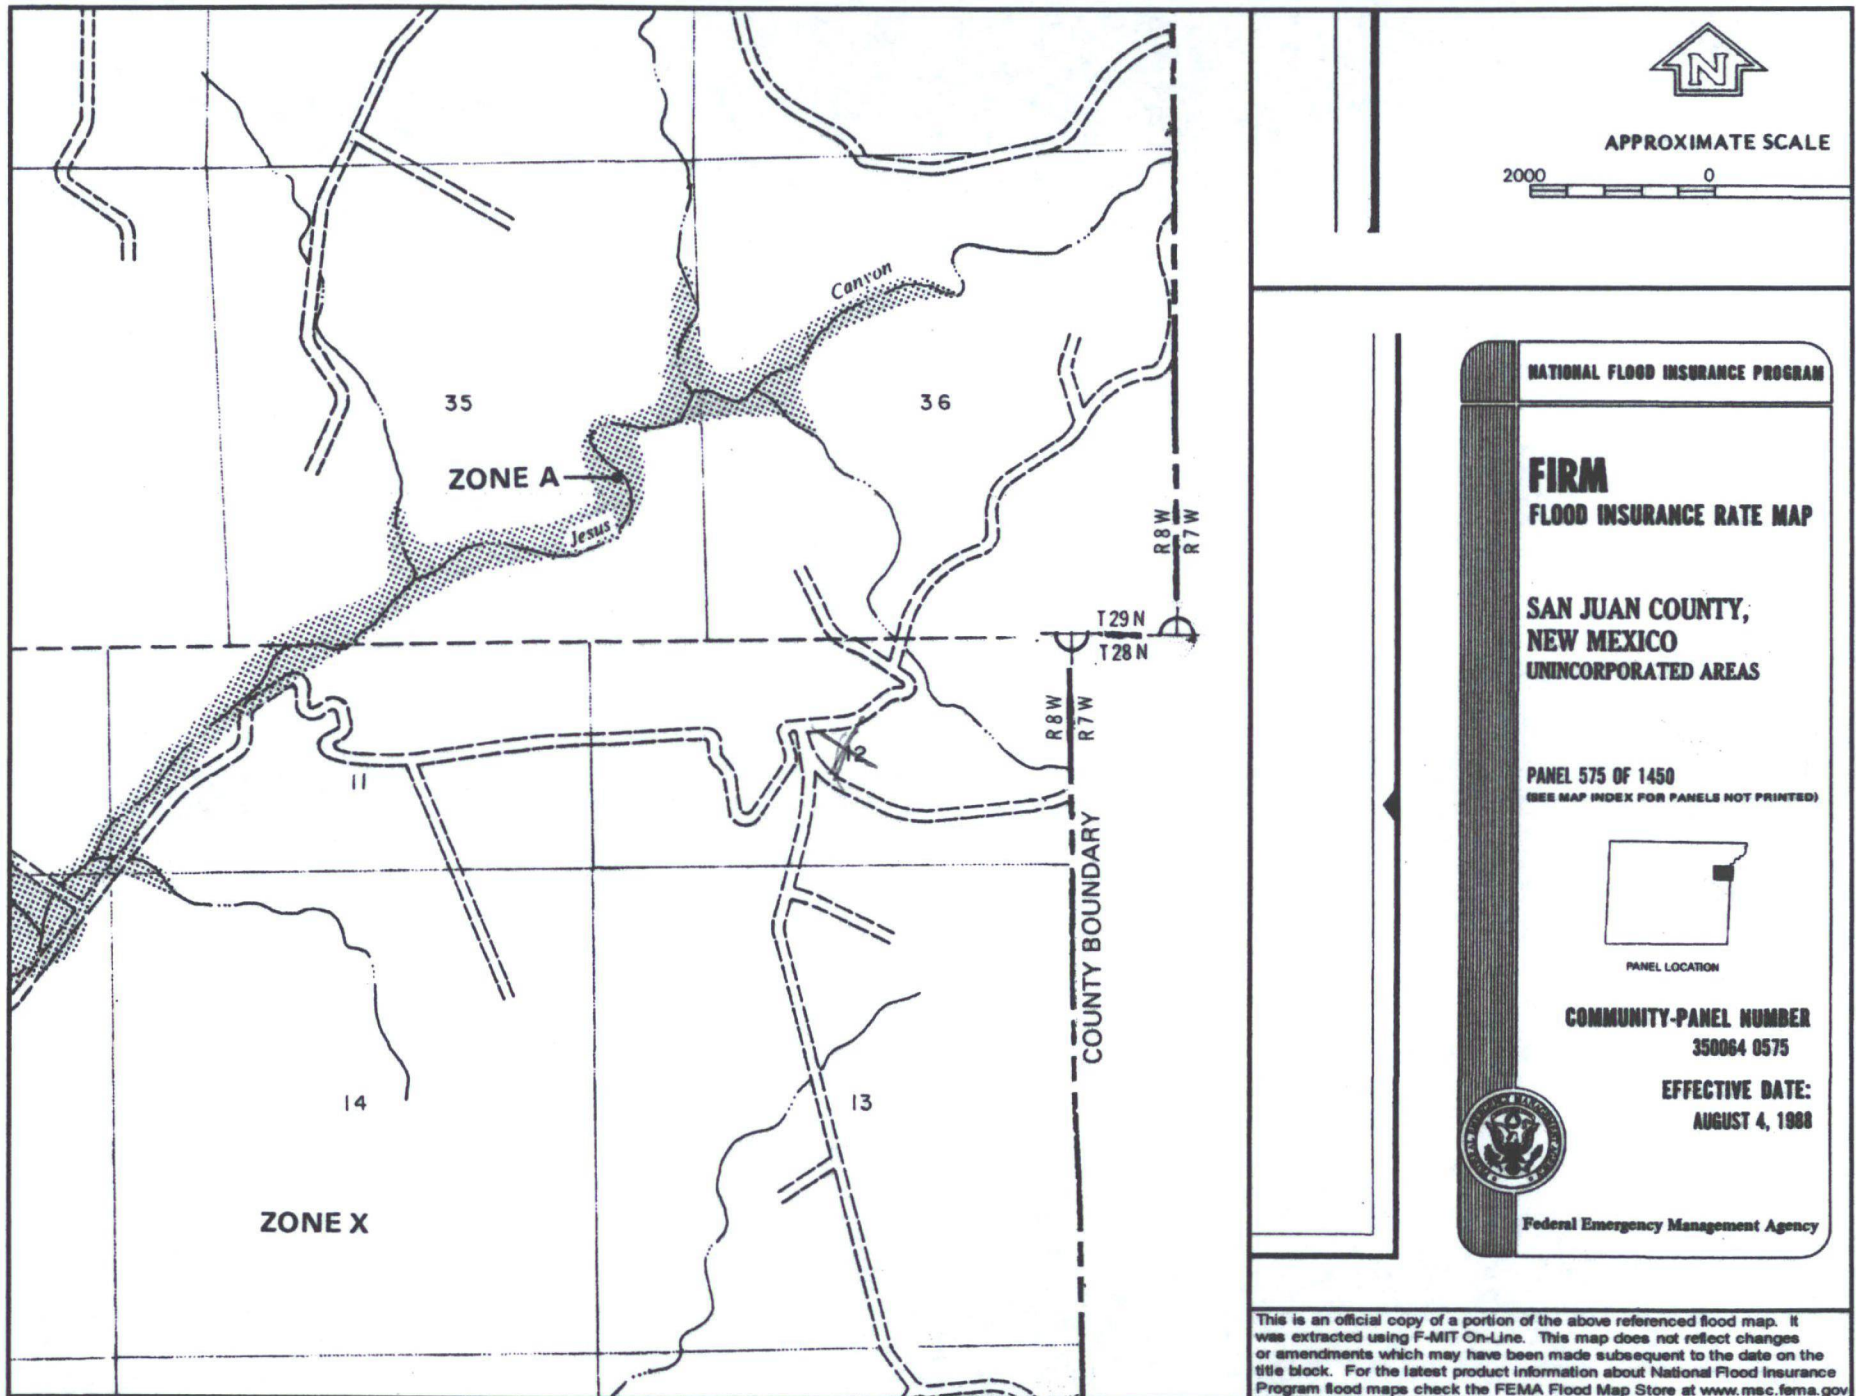 Canyon
35
36
ZONE A
Jesus
R8W
R7W
T29N
T28N
R8W
R7W
12
11
COUNTY BOUNDARY
14
13
ZONE X
N
APPROXIMATE SCALE
2000 0
NATIONAL FLOOD INSURANCE PROGRAM
FIRM
FLOOD INSURANCE RATE MAP
SAN JUAN COUNTY,
NEW MEXICO
UNINCORPORATED AREAS
PANEL 575 OF 1450
(SEE MAP INDEX FOR PANELS NOT PRINTED)
PANEL LOCATION
COMMUNITY-PANEL NUMBER
350064 0575
EFFECTIVE DATE:
AUGUST 4, 1988
Federal Emergency Management Agency
This is an official copy of a portion of the above referenced flood map. It
was extracted using F-MIT On-Line. This map does not reflect changes
or amendments which may have been made subsequent to the date on the
title block. For the latest product information about National Flood Insurance
Program flood maps check the FEMA Flood Map Store at www.msc.fema.gov